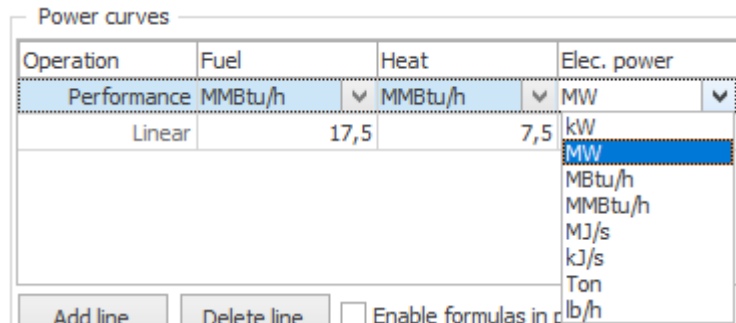 Power curves
Operation Fuel Heat Elec. power
Performance MMBtu/h MMBtu/h MW
Linear 17,5 7,5 kW
MW
MBtu/h
MMBtu/h
MJ/s
kJ/s
Ton
lb/h
Add line Delete line Enable formulas in